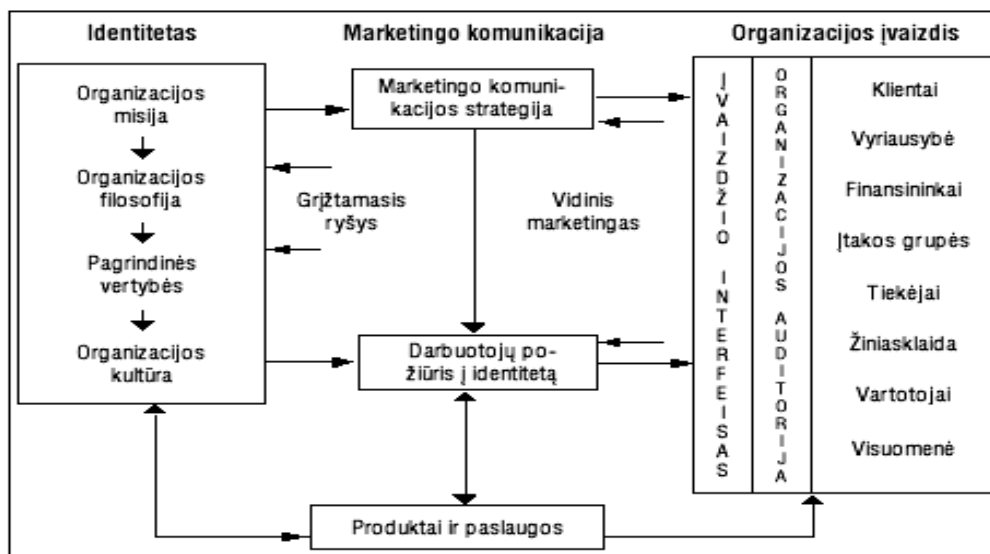 Identitetas
Marketingo komunikacija
Organizacijos įvaizdis
Organizacijos
misija
Organizacijos
filosofija
Pagrindinės
vertybės
Organizacijos
kultūra
Grįžtamasis
ryšys
Marketingo komuni-
kacijos strategija
Vidinis
marketingas
Darbuotojų po-
žiūris į identitetą
Produktai ir paslaugos
ĮVAIZDŽIO INTERFEISAS
ORGANIZACIJOS AUDITORIJA
Klientai
Vyriausybė
Finansininkai
Įtakos grupės
Tiekėjai
Žiniasklaida
Vartotojai
Visuomenė